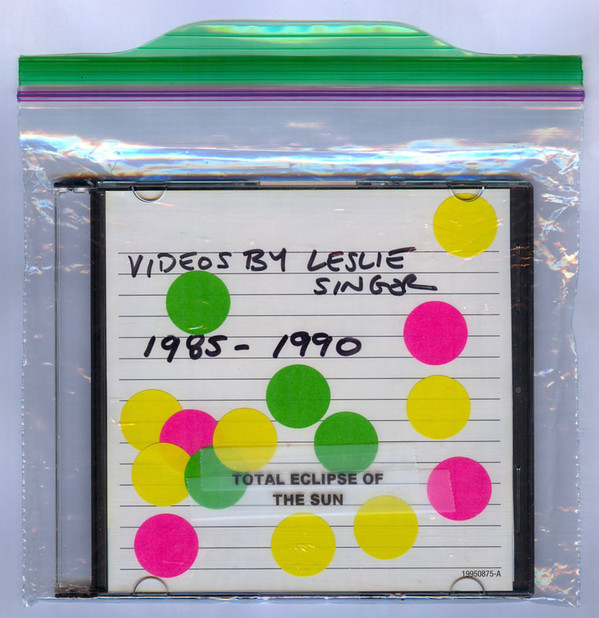 VIDEOS BY LESLIE
SINGER
1985 - 1990
TOTAL ECLIPSE OF
THE SUN
19950875-A